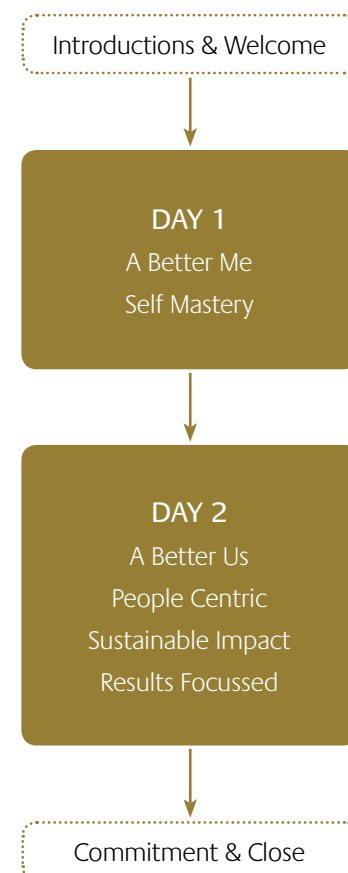 Introductions & Welcome
DAY 1
A Better Me
Self Mastery
DAY 2
A Better Us
People Centric
Sustainable Impact
Results Focussed
Commitment & Close